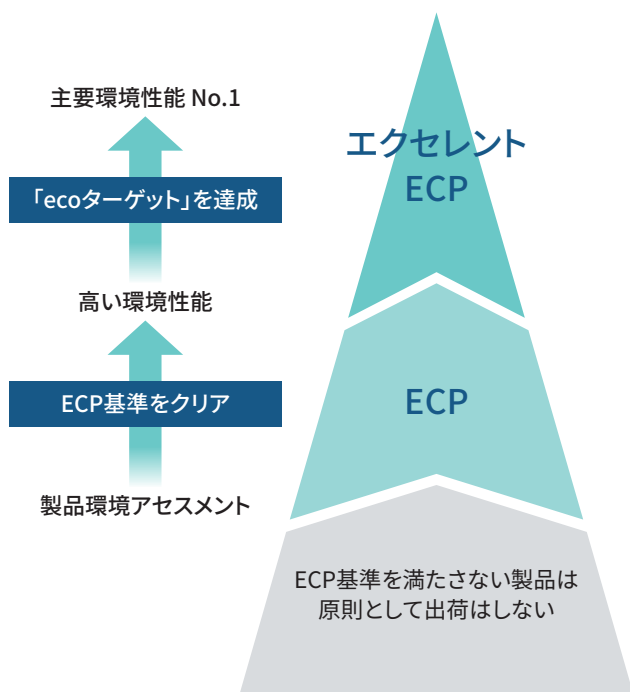 主要環境性能 No.1
「ecoターゲット」を達成
高い環境性能
ECP基準をクリア
製品環境アセスメント
エクセレント
ECP
ECP
ECP基準を満たさない製品は
原則として出荷はしない